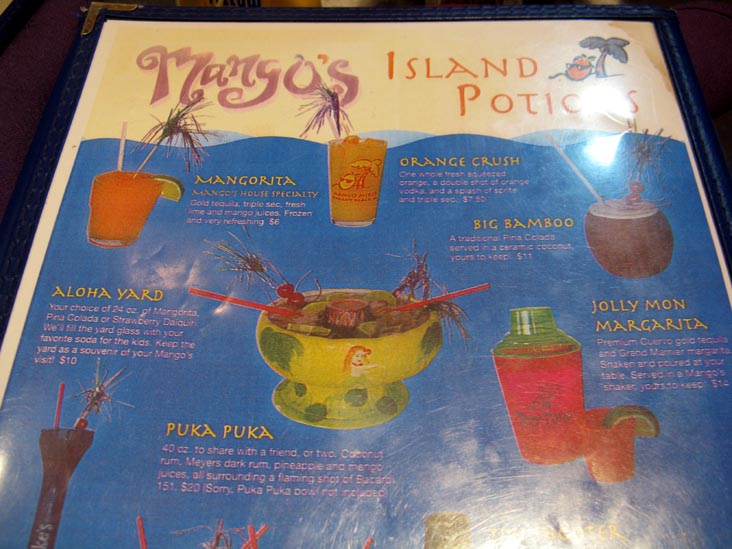 Mango's
ISLAND
POTIONS
MANGORITA
MANGO'S HOUSE SPECIALTY
Gold tequila, triple sec, fresh
lime and mango juices. Frozen
and very refreshing $6
ORANGE CRUSH
One whole fresh squeezed
orange, a double shot of orange
vodka, and a splash of sprite
and triple sec. $7.50
BIG BAMBOO
A traditional Pina Colada
served in a ceramic coconut,
yours to keep! $11
ALOHA YARD
Your choice of 24 oz. of Mangorita,
Pina Colada or Strawberry Daiquiri.
We'll fill the yard glass with your
favorite soda for the kids. Keep the
yard as a souvenir of your Mango's
visit! $10
JOLLY MON
MARGARITA
Premium Cuervo gold tequila
and Grand Marnier margarita.
Shaken and poured at your
table. Served in a Mango's
shaker, yours to keep! $14
PUKA PUKA
40 oz. to share with a friend, or two. Coconut
rum, Meyers dark rum, pineapple and mango
juices, all surrounding a flaming shot of Bacardi
151. $20 (Sorry, Puka Puka bowl not included)